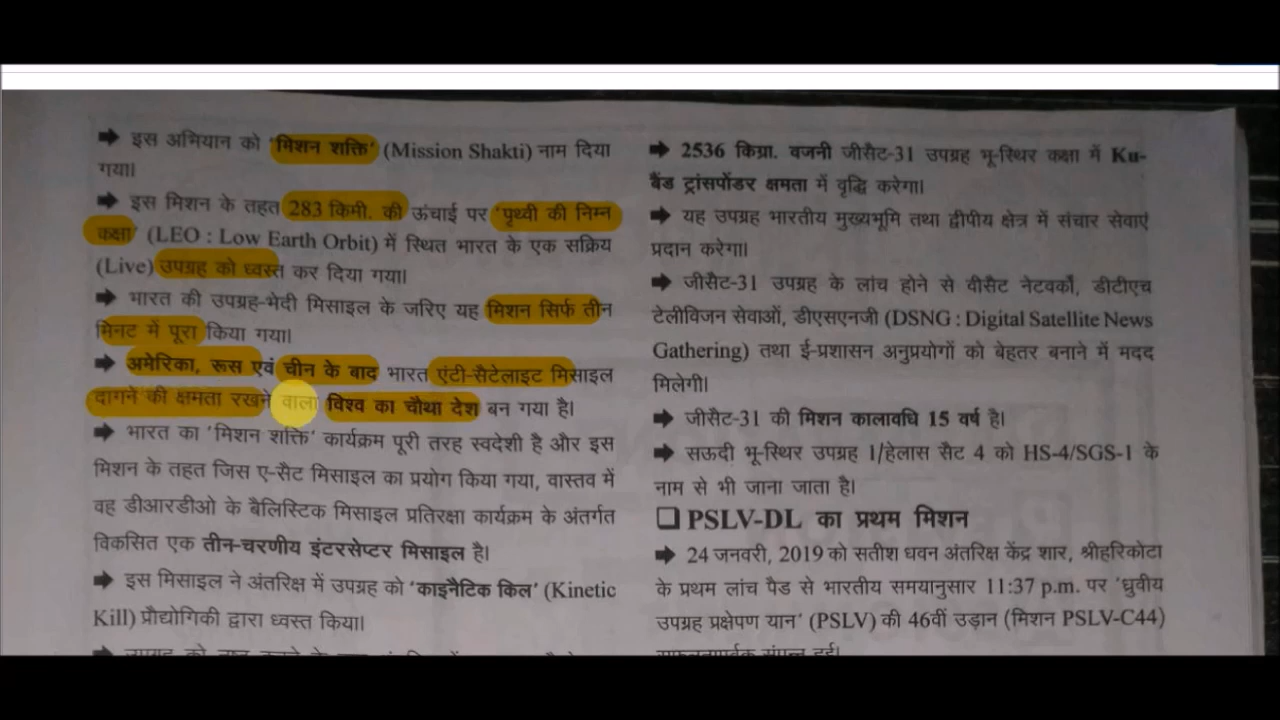 ➡ इस अभियान को 'मिशन शक्ति' (Mission Shakti) नाम दिया
गया।
➡ इस मिशन के तहत 283 किमी. की ऊंचाई पर 'पृथ्वी की निम्न
कक्षा' (LEO : Low Earth Orbit) में स्थित भारत के एक सक्रिय
(Live) उपग्रह को ध्वस्त कर दिया गया।
➡ भारत की उपग्रह-भेदी मिसाइल के जरिए यह मिशन सिर्फ तीन
मिनट में पूरा किया गया।
➡ अमेरिका, रूस एवं चीन के बाद भारत एंटी-सैटेलाइट मिसाइल
दागने की क्षमता रखने वाला विश्व का चौथा देश बन गया है।
➡ भारत का 'मिशन शक्ति' कार्यक्रम पूरी तरह स्वदेशी है और इस
मिशन के तहत जिस ए-सैट मिसाइल का प्रयोग किया गया, वास्तव में
वह डीआरडीओ के बैलिस्टिक मिसाइल प्रतिरक्षा कार्यक्रम के अंतर्गत
विकसित एक तीन-चरणीय इंटरसेप्टर मिसाइल है।
➡ इस मिसाइल ने अंतरिक्ष में उपग्रह को 'काइनैटिक किल' (Kinetic
Kill) प्रौद्योगिकी द्वारा ध्वस्त किया।
➡ 2536 किग्रा. वजनी जीसैट-31 उपग्रह भू-स्थिर कक्षा में Ku-
बैंड ट्रांसपोंडर क्षमता में वृद्धि करेगा।
➡ यह उपग्रह भारतीय मुख्यभूमि तथा द्वीपीय क्षेत्र में संचार सेवाएं
प्रदान करेगा।
➡ जीसैट-31 उपग्रह के लांच होने से वीसैट नेटवर्कों, डीटीएच
टेलीविजन सेवाओं, डीएसएनजी (DSNG : Digital Satellite News
Gathering) तथा ई-प्रशासन अनुप्रयोगों को बेहतर बनाने में मदद
मिलेगी।
➡ जीसैट-31 की मिशन कालावधि 15 वर्ष है।
➡ सऊदी भू-स्थिर उपग्रह 1/हेलास सैट 4 को HS-4/SGS-1 के
नाम से भी जाना जाता है।
❑ PSLV-DL का प्रथम मिशन
➡ 24 जनवरी, 2019 को सतीश धवन अंतरिक्ष केंद्र शार, श्रीहरिकोटा
के प्रथम लांच पैड से भारतीय समयानुसार 11:37 p.m. पर 'ध्रुवीय
उपग्रह प्रक्षेपण यान' (PSLV) की 46वीं उड़ान (मिशन PSLV-C44)
सफलतापूर्वक संपन्न हुई।